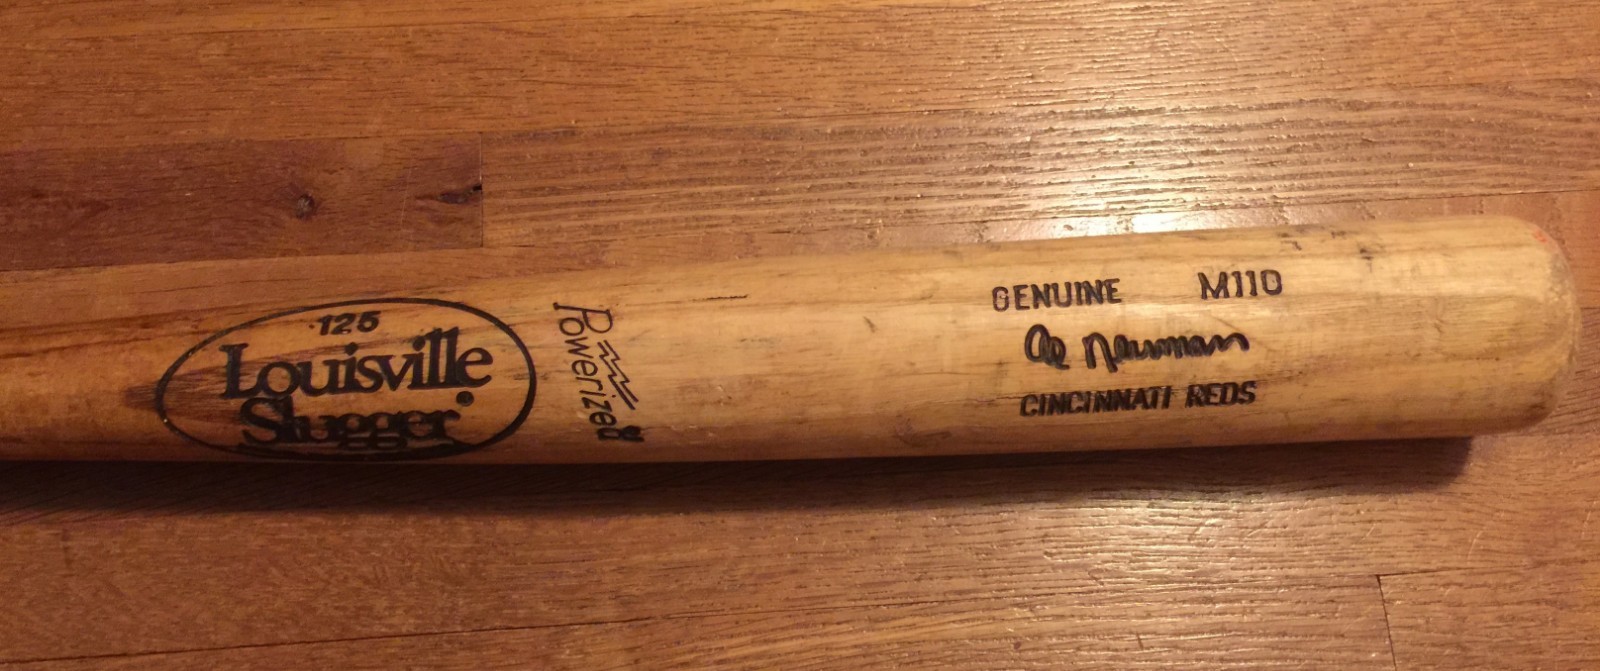 125
Louisville
Slugger®
Powerized
GENUINE M110
Al Newman
CINCINNATI REDS